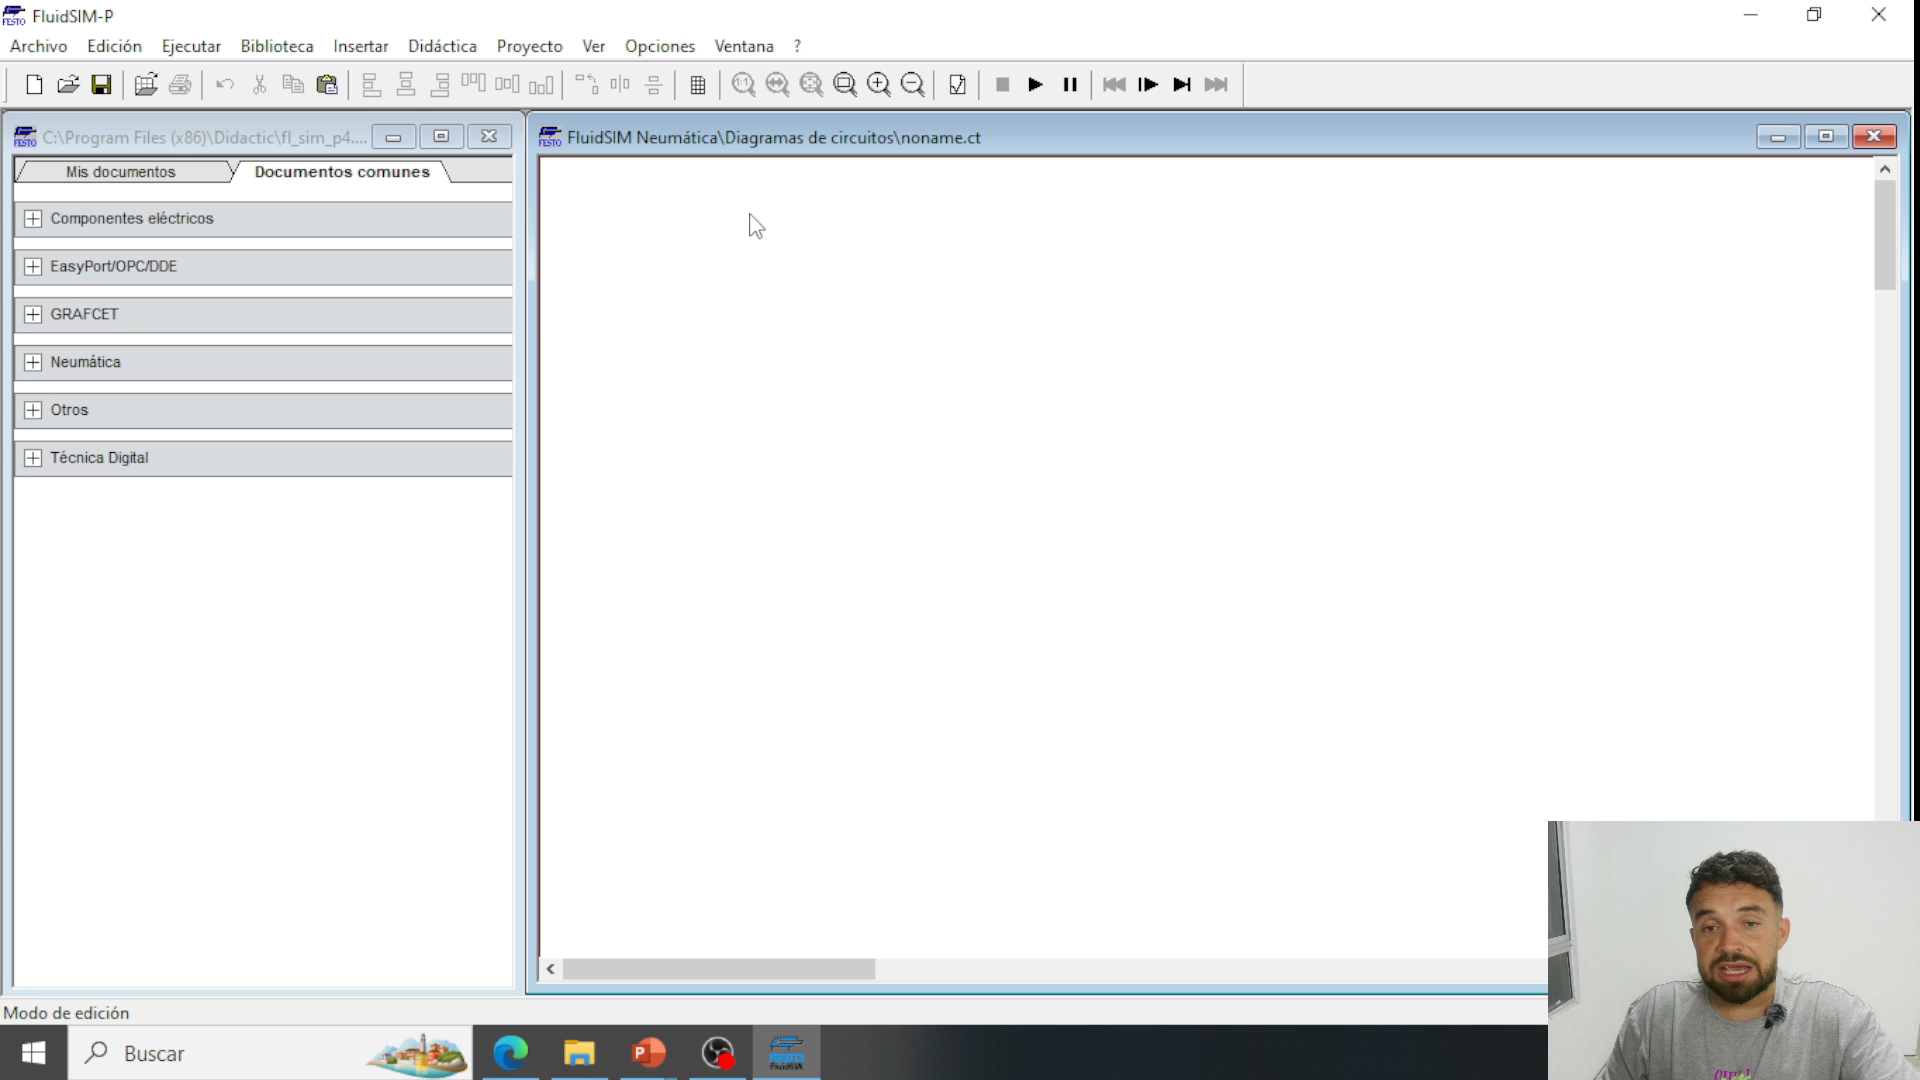 FluidSIM-P
Archivo Edición Ejecutar Biblioteca Insertar Didáctica Proyecto Ver Opciones Ventana ?
C:\Program Files (x86)\Didactic\fl_sim_p4....
FluidSIM Neumática\Diagramas de circuitos\noname.ct
Mis documentos
Documentos comunes
Componentes eléctricos
EasyPort/OPC/DDE
GRAFCET
Neumática
Otros
Técnica Digital
Modo de edición
Buscar